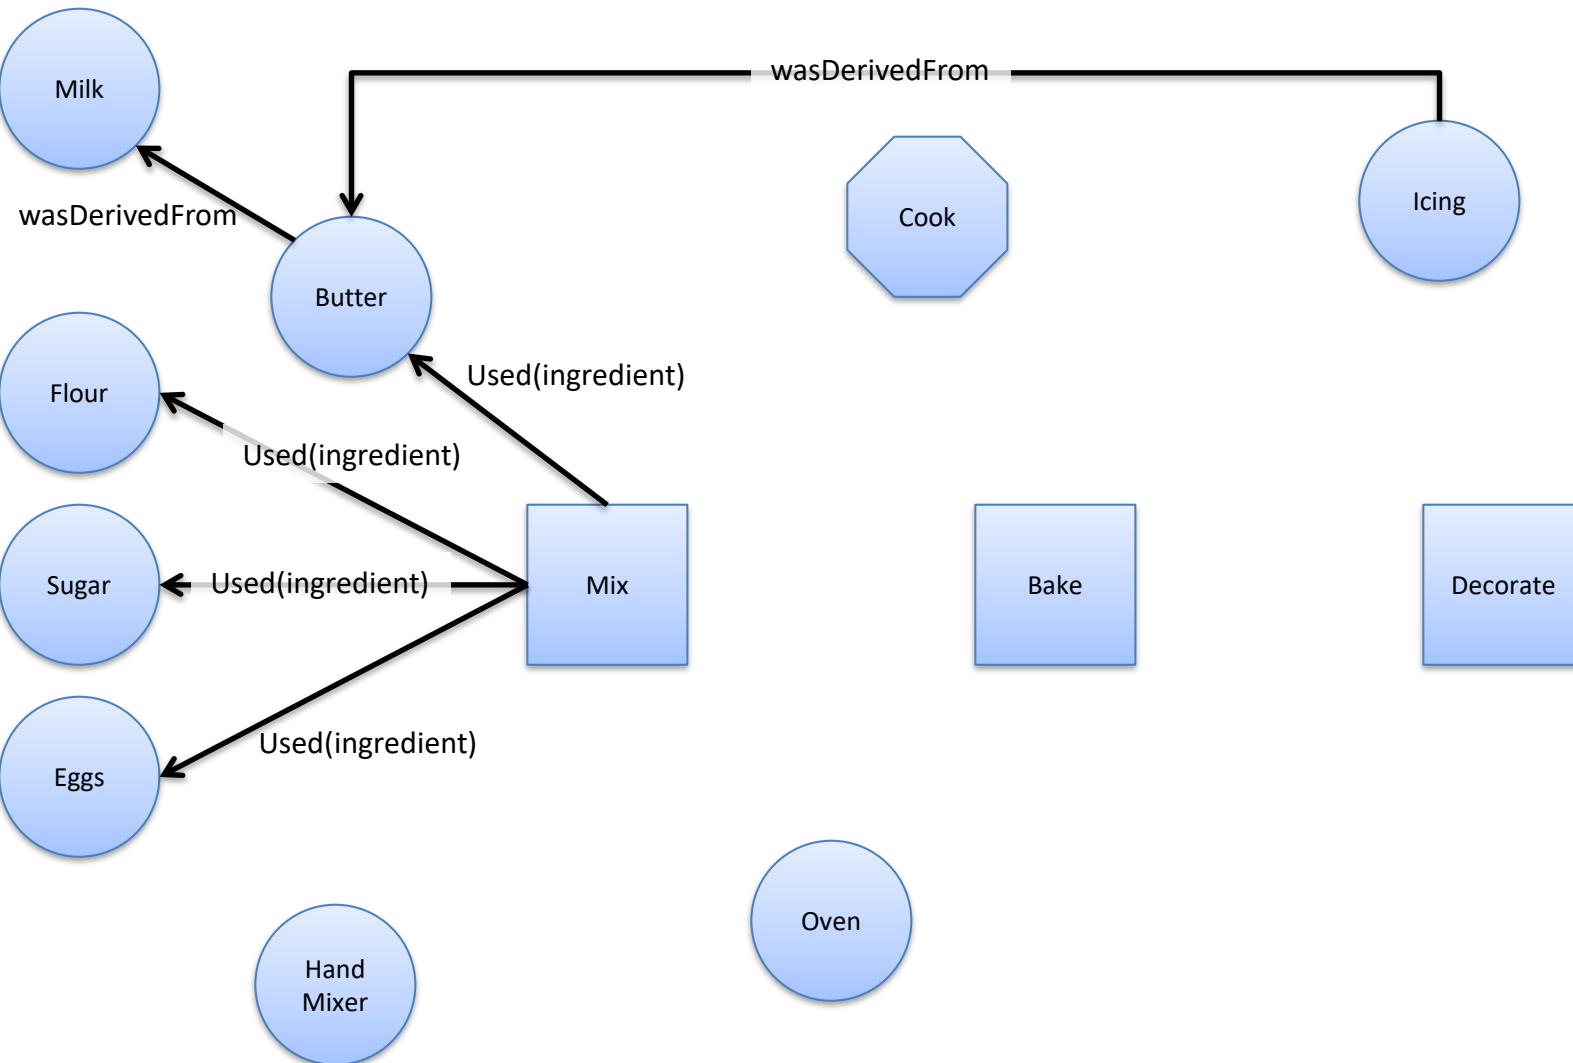 Milk
wasDerivedFrom
wasDerivedFrom
Cook
Icing
Butter
Flour
Used(ingredient)
Used(ingredient)
Sugar
Used(ingredient)
Mix
Bake
Decorate
Used(ingredient)
Eggs
Oven
Hand
Mixer